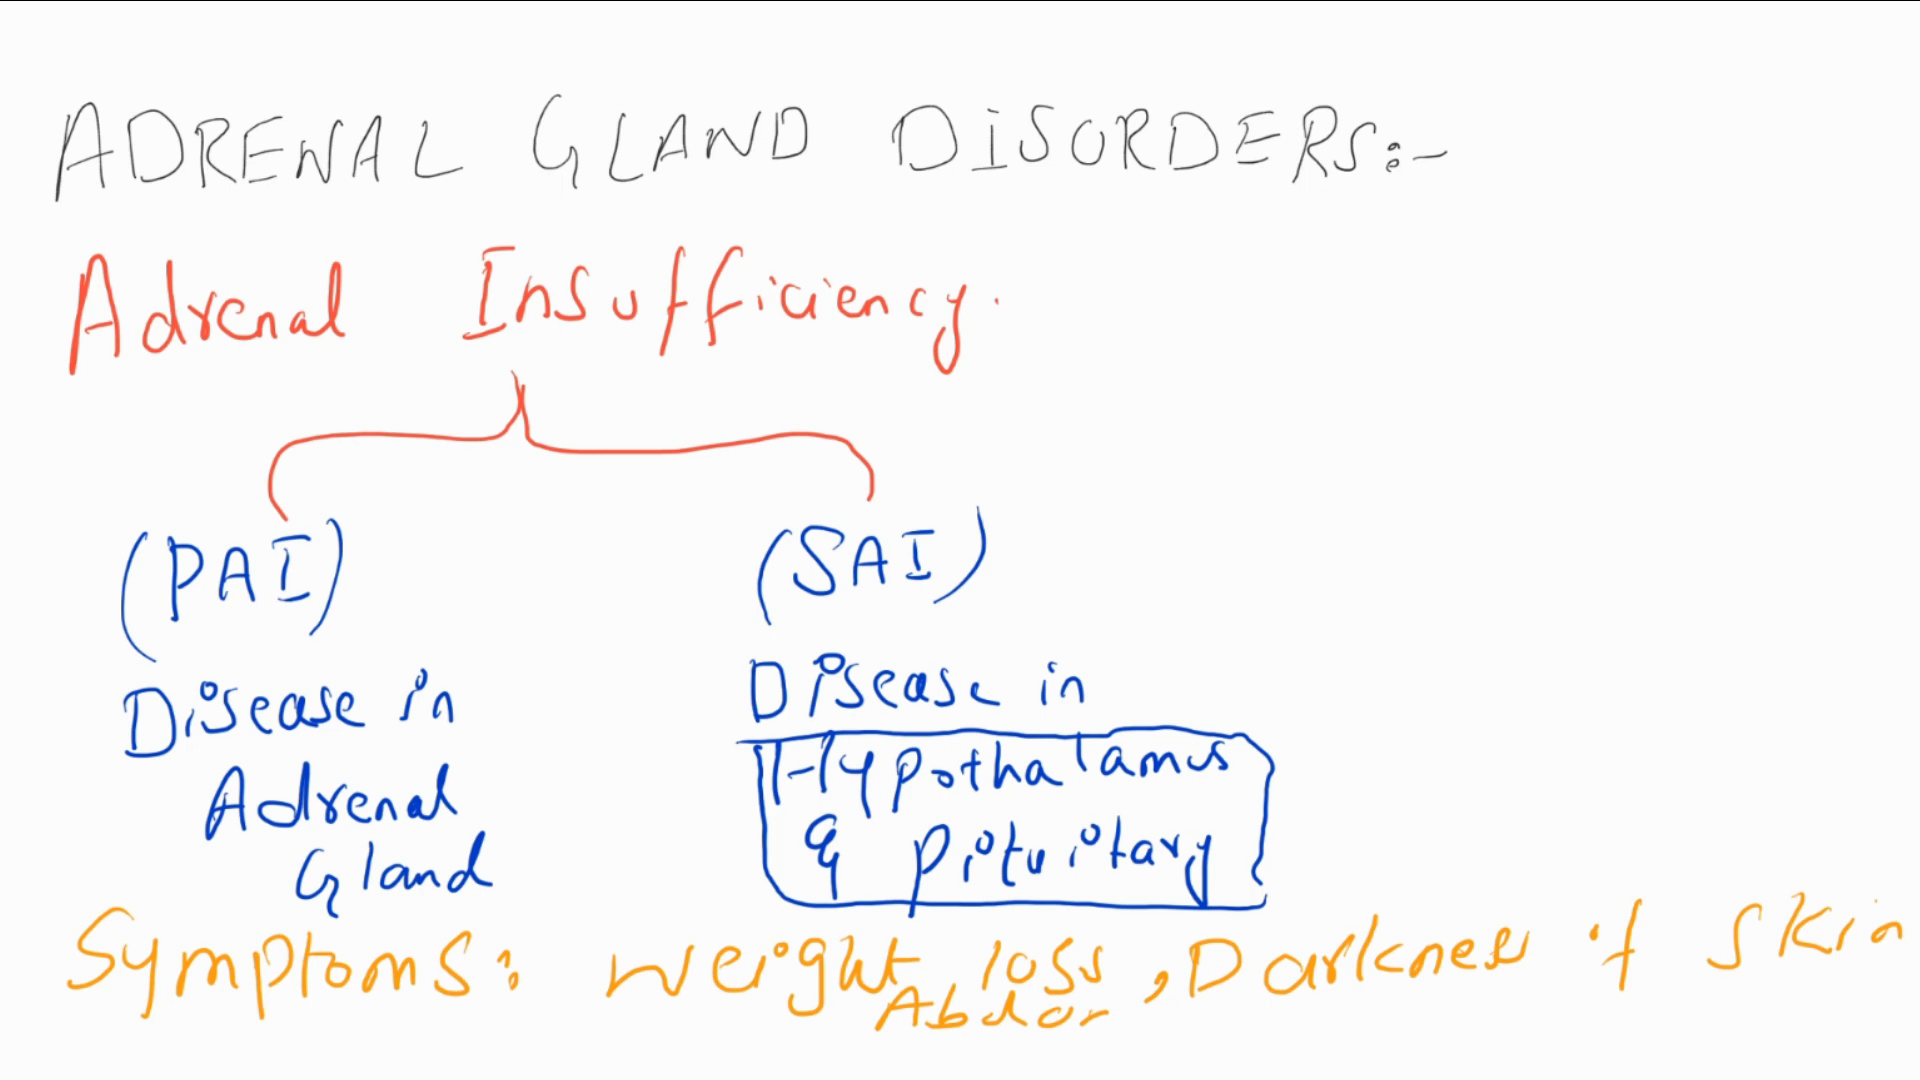 ADRENAL GLAND DISORDERS:-
Adrenal Insufficiency.
(PAI)
Disease in
Adrenal
Gland
(SAI)
Disease in
Hypothalamus
& Pituitary
Symptoms: weight loss, Darkness of Skin
Abdor